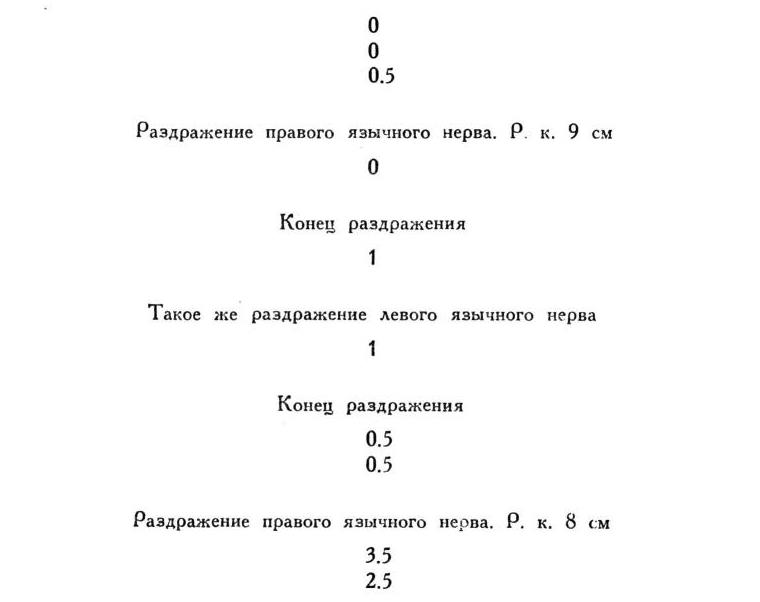 0
0
0.5
Раздражение правого язычного нерва. Р. к. 9 см
0
Конец раздражения
1
Такое же раздражение левого язычного нерва
1
Конец раздражения
0.5
0.5
Раздражение правого язычного нерва. Р. к. 8 см
3.5
2.5